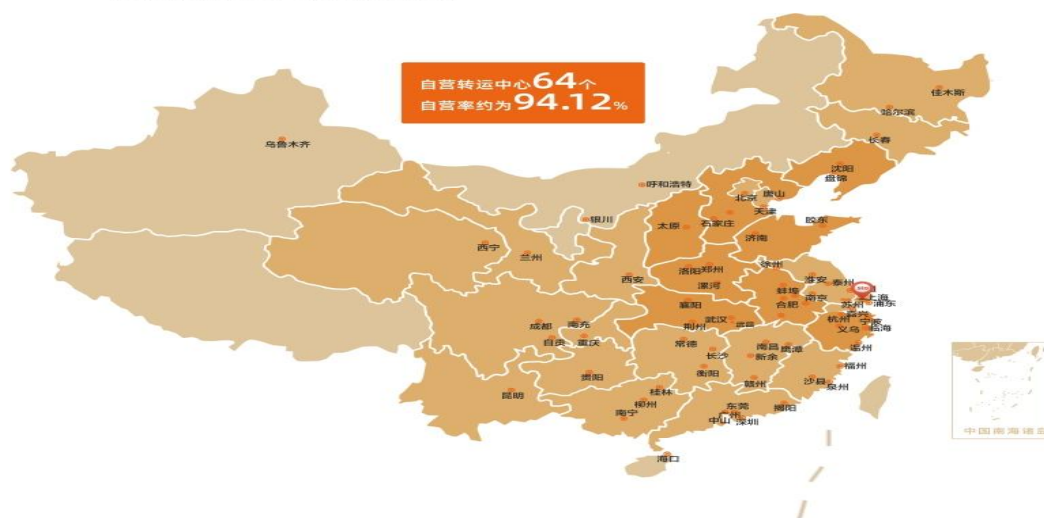 自营转运中心64个
自营率约为94.12%
佳木斯
哈尔滨
长春
乌鲁木齐
沈阳
盘锦
呼和浩特
唐山
北京
天津
银川
石家庄
胶东
太原
济南
西宁
兰州
徐州
郑州
洛阳
西安
淮安
泰州
漯河
蚌埠
南京
上海
浦东
襄阳
合肥
苏州
嘉兴
成都
南充
荆州
武汉
杭州
宁波
义乌
临海
自贡
重庆
常德
南昌
温州
长沙
新余
福州
贵阳
衡阳
赣州
沙县
泉州
昆明
桂林
柳州
南宁
东莞
广州
中山
深圳
揭阳
海口
中国南海诸岛